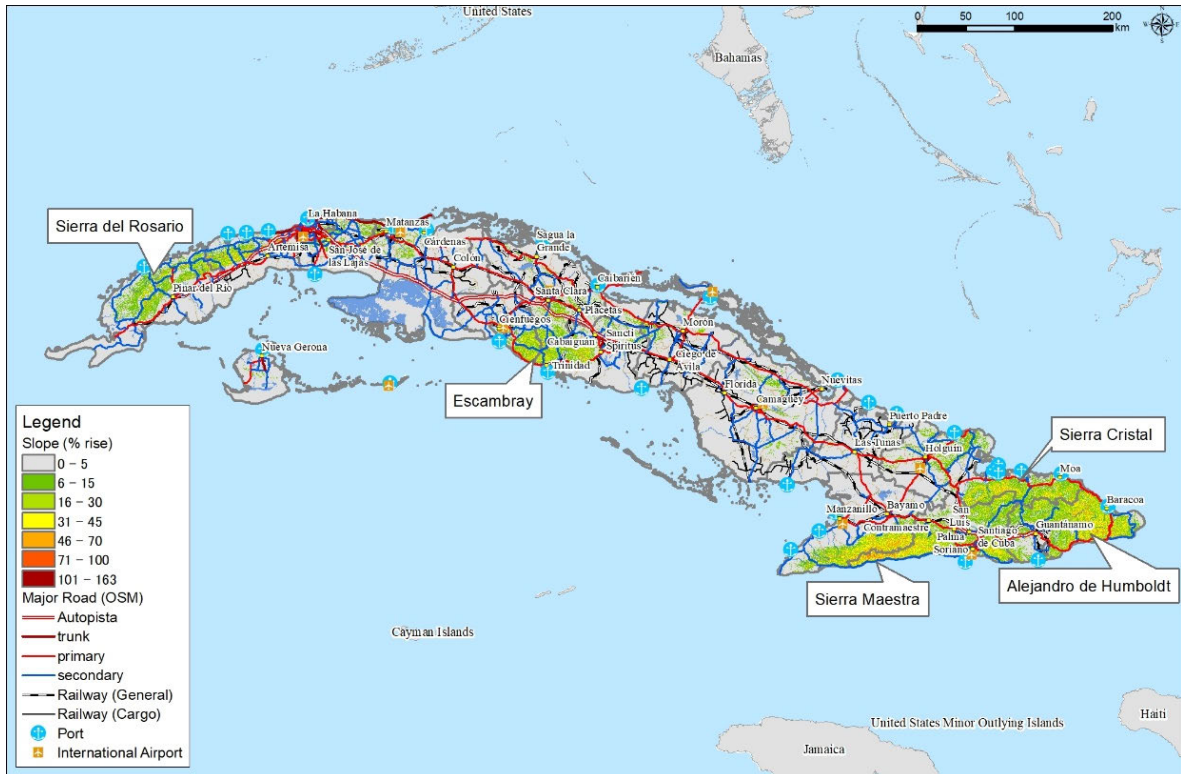 United States
0 50 100 200
km
N
W E
S
Bahamas
Sierra del Rosario
La Habana
Matanzas
Artemisa
San José de
las Lajas
Cárdenas
Colón
Sagua la
Grande
Caibarién
Pinar del Río
Santa Clara
Placetas
Cienfuegos
Morón
Sancti
Spíritus
Cabaiguán
Trinidad
Ciego de
Ávila
Nueva Gerona
Escambray
Florida
Nuevitas
Camagüey
Puerto Padre
Sierra Cristal
Las Tunas
Holguín
Moa
Baracoa
Manzanillo
Bayamo
San
Luis
Contramaestre
Palma
Soriano
Santiago
de Cuba
Guantánamo
Sierra Maestra
Alejandro de Humboldt
Legend
Slope (% rise)
0 - 5
6 - 15
16 - 30
31 - 45
46 - 70
71 - 100
101 - 163
Major Road (OSM)
Autopista
trunk
primary
secondary
Railway (General)
Railway (Cargo)
Port
International Airport
Cayman Islands
United States Minor Outlying Islands
Jamaica
Haiti